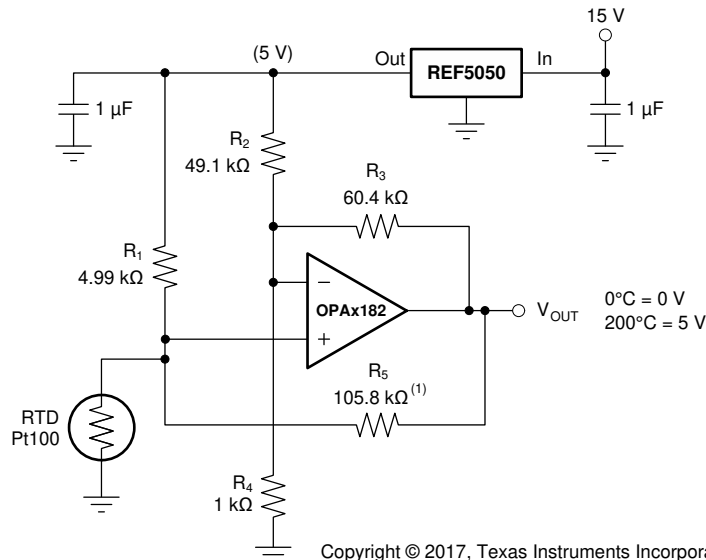 15 V
(5 V)
Out
REF5050
In
1 µF
1 µF
R2
49.1 kΩ
R3
60.4 kΩ
R1
4.99 kΩ
−
OPAx182
+
VOUT
0°C = 0 V
200°C = 5 V
R5
105.8 kΩ(1)
RTD
Pt100
R4
1 kΩ
Copyright © 2017, Texas Instruments Incorpora